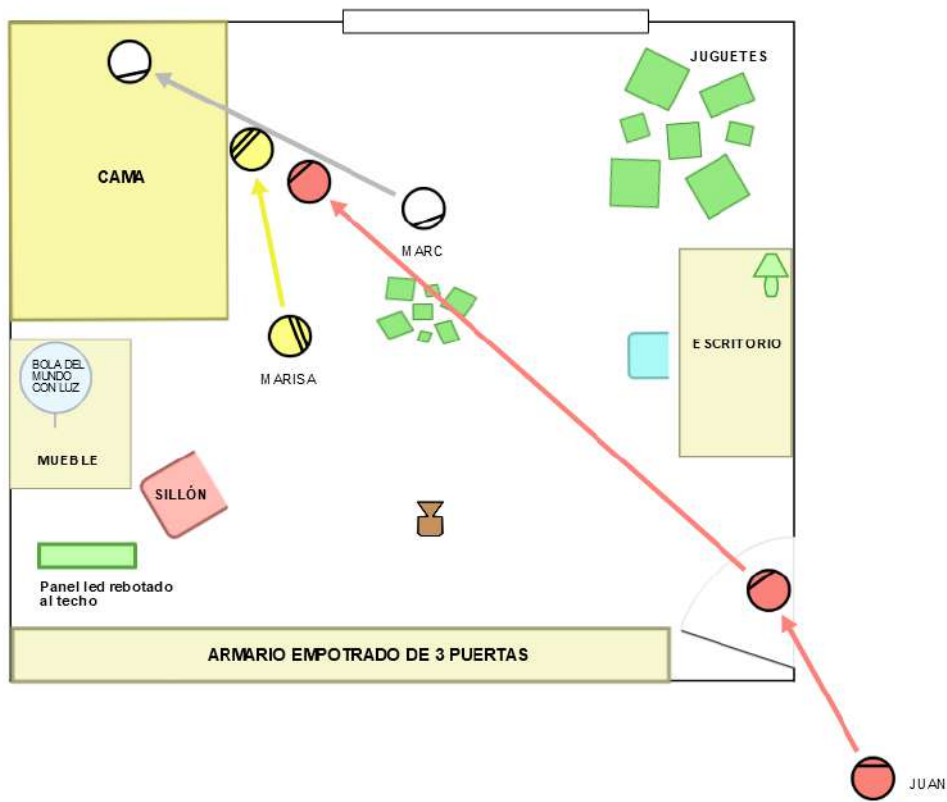 JUGUETES
CAMA
MARC
ESCRITORIO
BOLA DEL
MUNDO
CON LUZ
MARISA
MUEBLE
SILLÓN
Panel led rebotado
al techo
ARMARIO EMPOTRADO DE 3 PUERTAS
JUAN